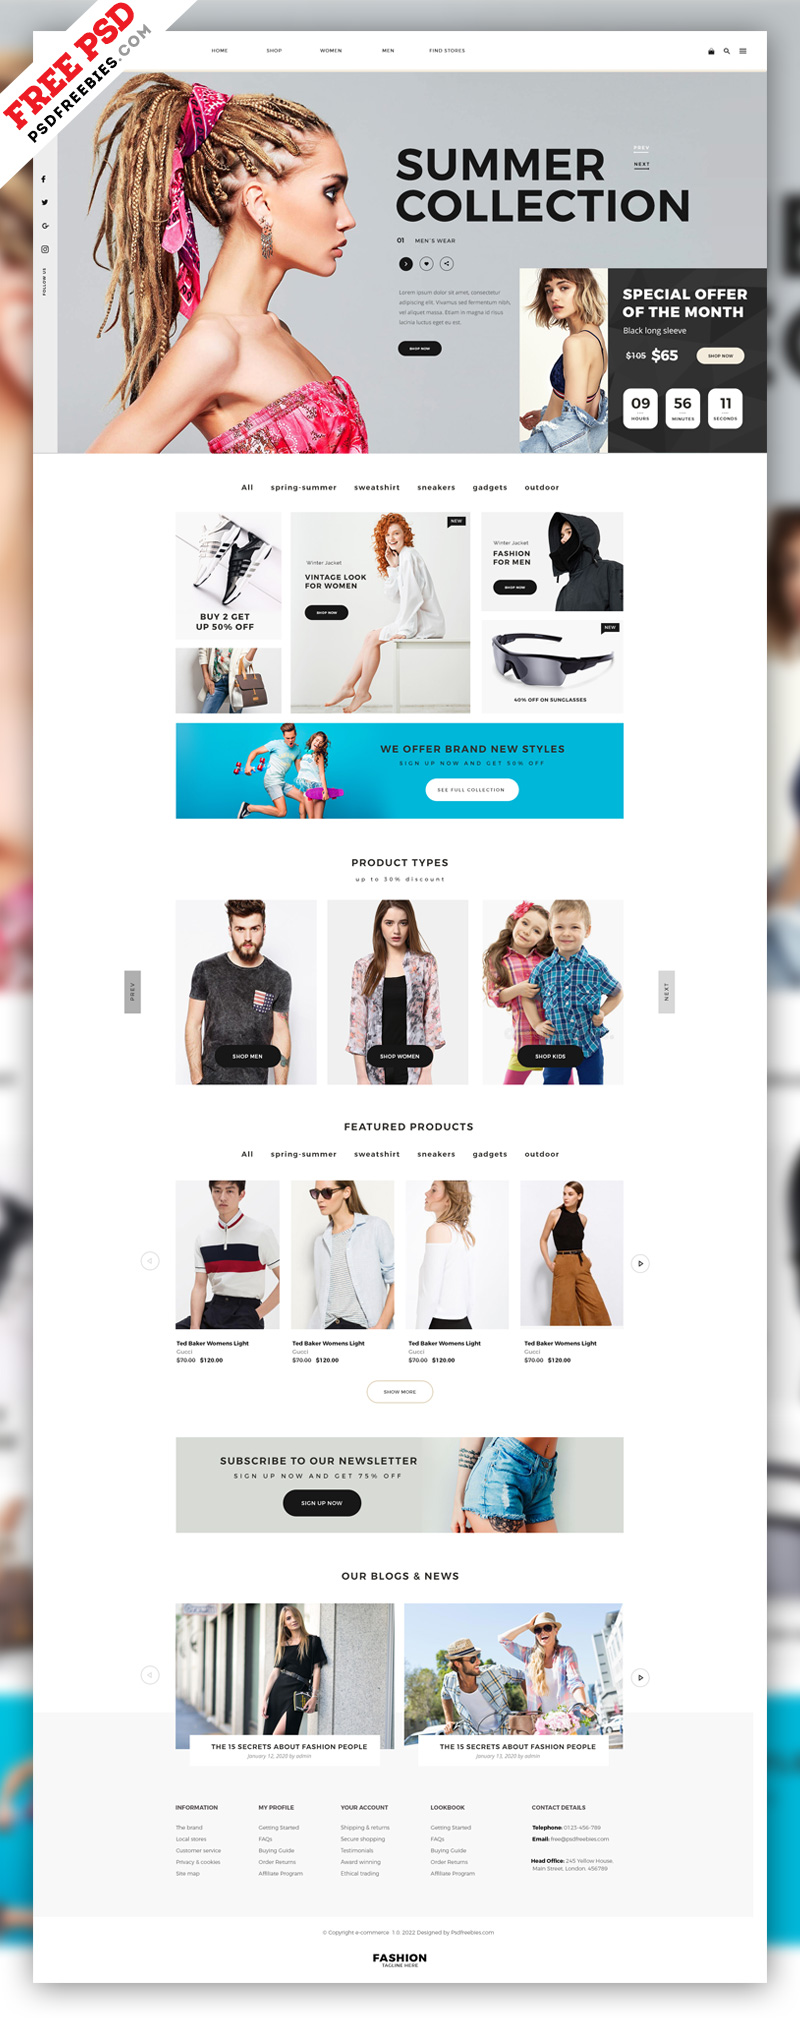 FREE PSD
PSDFREEBIES.COM
HOME SHOP WOMEN MEN FIND STORES
SUMMER
COLLECTION
PREV
NEXT
01 MEN'S WEAR
Lorem ipsum dolor sit amet, consectetur
adipiscing elit. Vivamus sed fermentum nibh,
vel aliquet massa. Etiam in magna id risus
lacinia luctus eget eu est.
SHOP NOW
FOLLOW US
SPECIAL OFFER
OF THE MONTH
Black long sleeve
$105 $65 SHOP NOW
09 56 11
HOURS MINUTES SECONDS
All spring-summer sweatshirt sneakers gadgets outdoor
BUY 2 GET
UP 50% OFF
NEW
Winter Jacket
VINTAGE LOOK
FOR WOMEN
SHOP NOW
Winter Jacket
FASHION
FOR MEN
SHOP NOW
NEW
40% OFF ON SUNGLASSES
WE OFFER BRAND NEW STYLES
SIGN UP NOW AND GET 50% OFF
SEE FULL COLLECTION
PRODUCT TYPES
up to 30% discount
PREV
NEXT
SHOP MEN SHOP WOMEN SHOP KIDS
FEATURED PRODUCTS
All spring-summer sweatshirt sneakers gadgets outdoor
Ted Baker Womens Light Ted Baker Womens Light Ted Baker Womens Light Ted Baker Womens Light
Gucci Gucci Gucci Gucci
$70.00 $120.00 $70.00 $120.00 $70.00 $120.00 $70.00 $120.00
SHOW MORE
SUBSCRIBE TO OUR NEWSLETTER
SIGN UP NOW AND GET 75% OFF
SIGN UP NOW
OUR BLOGS & NEWS
THE 15 SECRETS ABOUT FASHION PEOPLE THE 15 SECRETS ABOUT FASHION PEOPLE
January 12, 2020 by admin January 13, 2020 by admin
INFORMATION MY PROFILE YOUR ACCOUNT LOOKBOOK CONTACT DETAILS
The brand Getting Started Shipping & returns Getting Started Telephone: 0123-456-789
Local stores FAQs Secure shopping FAQs Email: free@psdfreebies.com
Customer service Buying Guide Testimonials Buying Guide
Privacy & cookies Order Returns Award winning Order Returns Head Office: 245 Yellow House,
Main Street, London. 456789
Site map Affiliate Program Ethical trading Affiliate Program
© Copyright e-commerce 1.0. 2022 Designed by Psdfreebies.com
FASHION
TAGLINE HERE